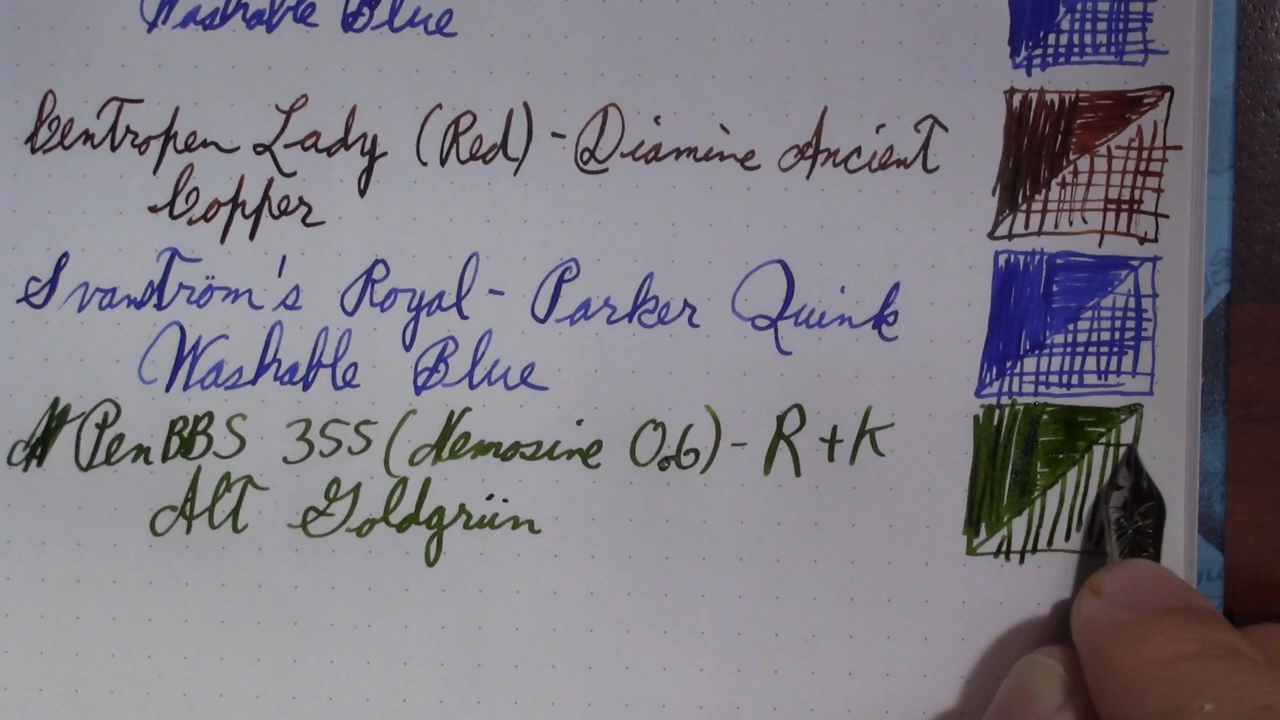 Washable Blue
Centropen Lady (Red) - Diamine Ancient
Copper
Svanström's Royal - Parker Quink
Washable Blue
PenBBS 355 (Nemosine 0.6) - R+K
Alt Goldgrün